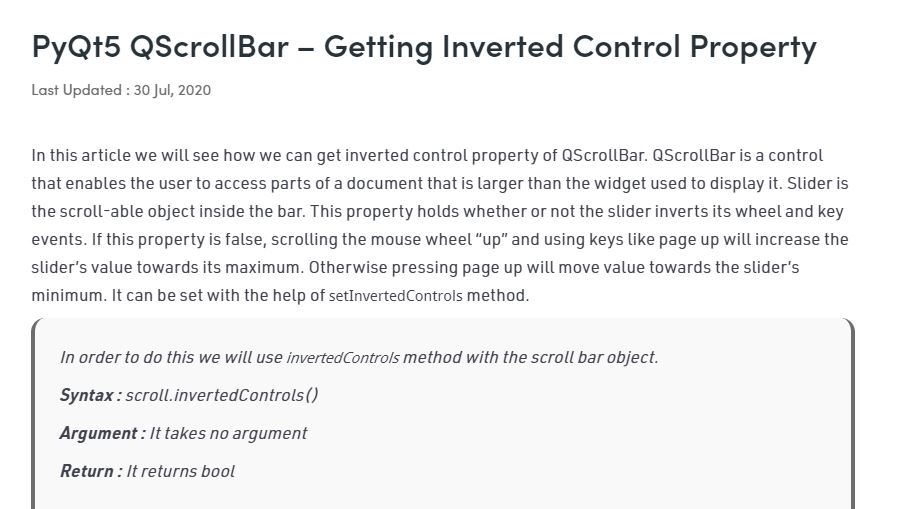 PyQt5 QScrollBar – Getting Inverted Control Property
Last Updated : 30 Jul, 2020
In this article we will see how we can get inverted control property of QScrollBar. QScrollBar is a control
that enables the user to access parts of a document that is larger than the widget used to display it. Slider is
the scroll-able object inside the bar. This property holds whether or not the slider inverts its wheel and key
events. If this property is false, scrolling the mouse wheel “up” and using keys like page up will increase the
slider’s value towards its maximum. Otherwise pressing page up will move value towards the slider’s
minimum. It can be set with the help of setInvertedControls method.
In order to do this we will use invertedControls method with the scroll bar object.
Syntax : scroll.invertedControls()
Argument : It takes no argument
Return : It returns bool